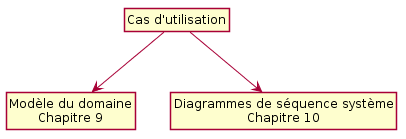 Cas d'utilisation
Modèle du domaine
Chapitre 9
Diagrammes de séquence système
Chapitre 10